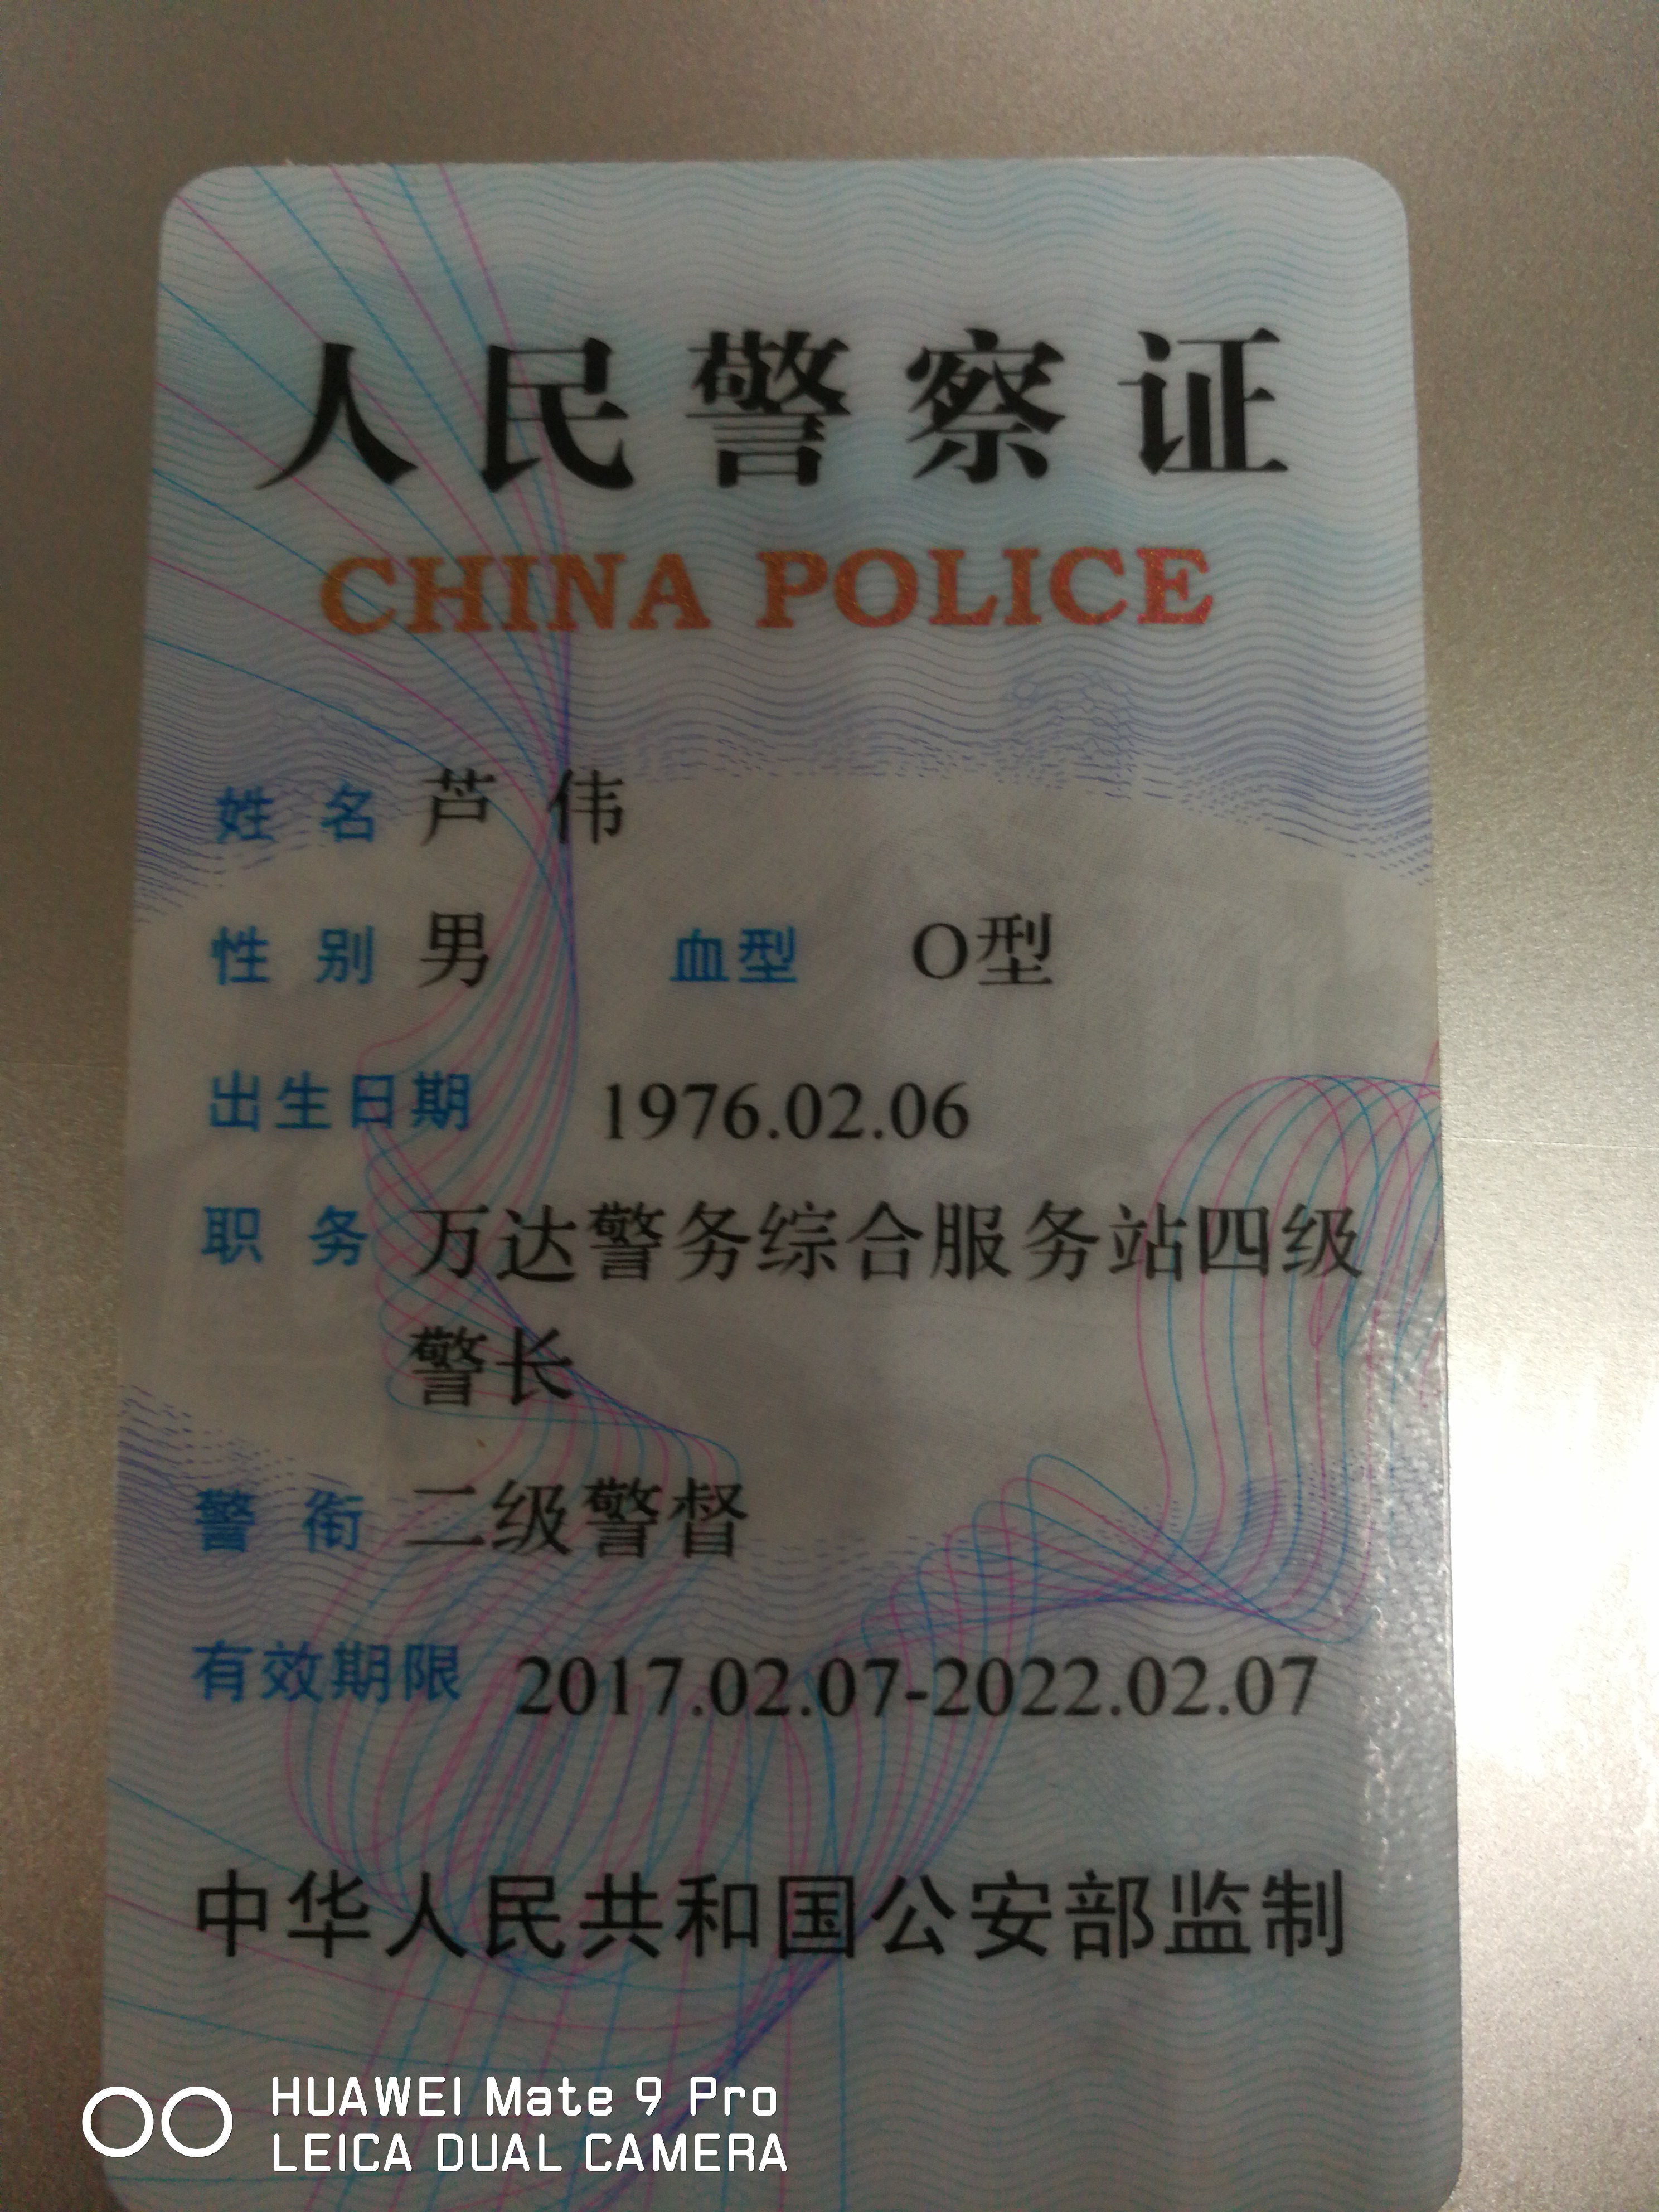 人民警察证
CHINA POLICE
姓名 芦伟
性别 男 血型 O型
出生日期 1976.02.06
职务 万达警务综合服务站四级
警长
警衔 二级警督
有效期限 2017.02.07-2022.02.07
中华人民共和国公安部监制
HUAWEI Mate 9 Pro
LEICA DUAL CAMERA